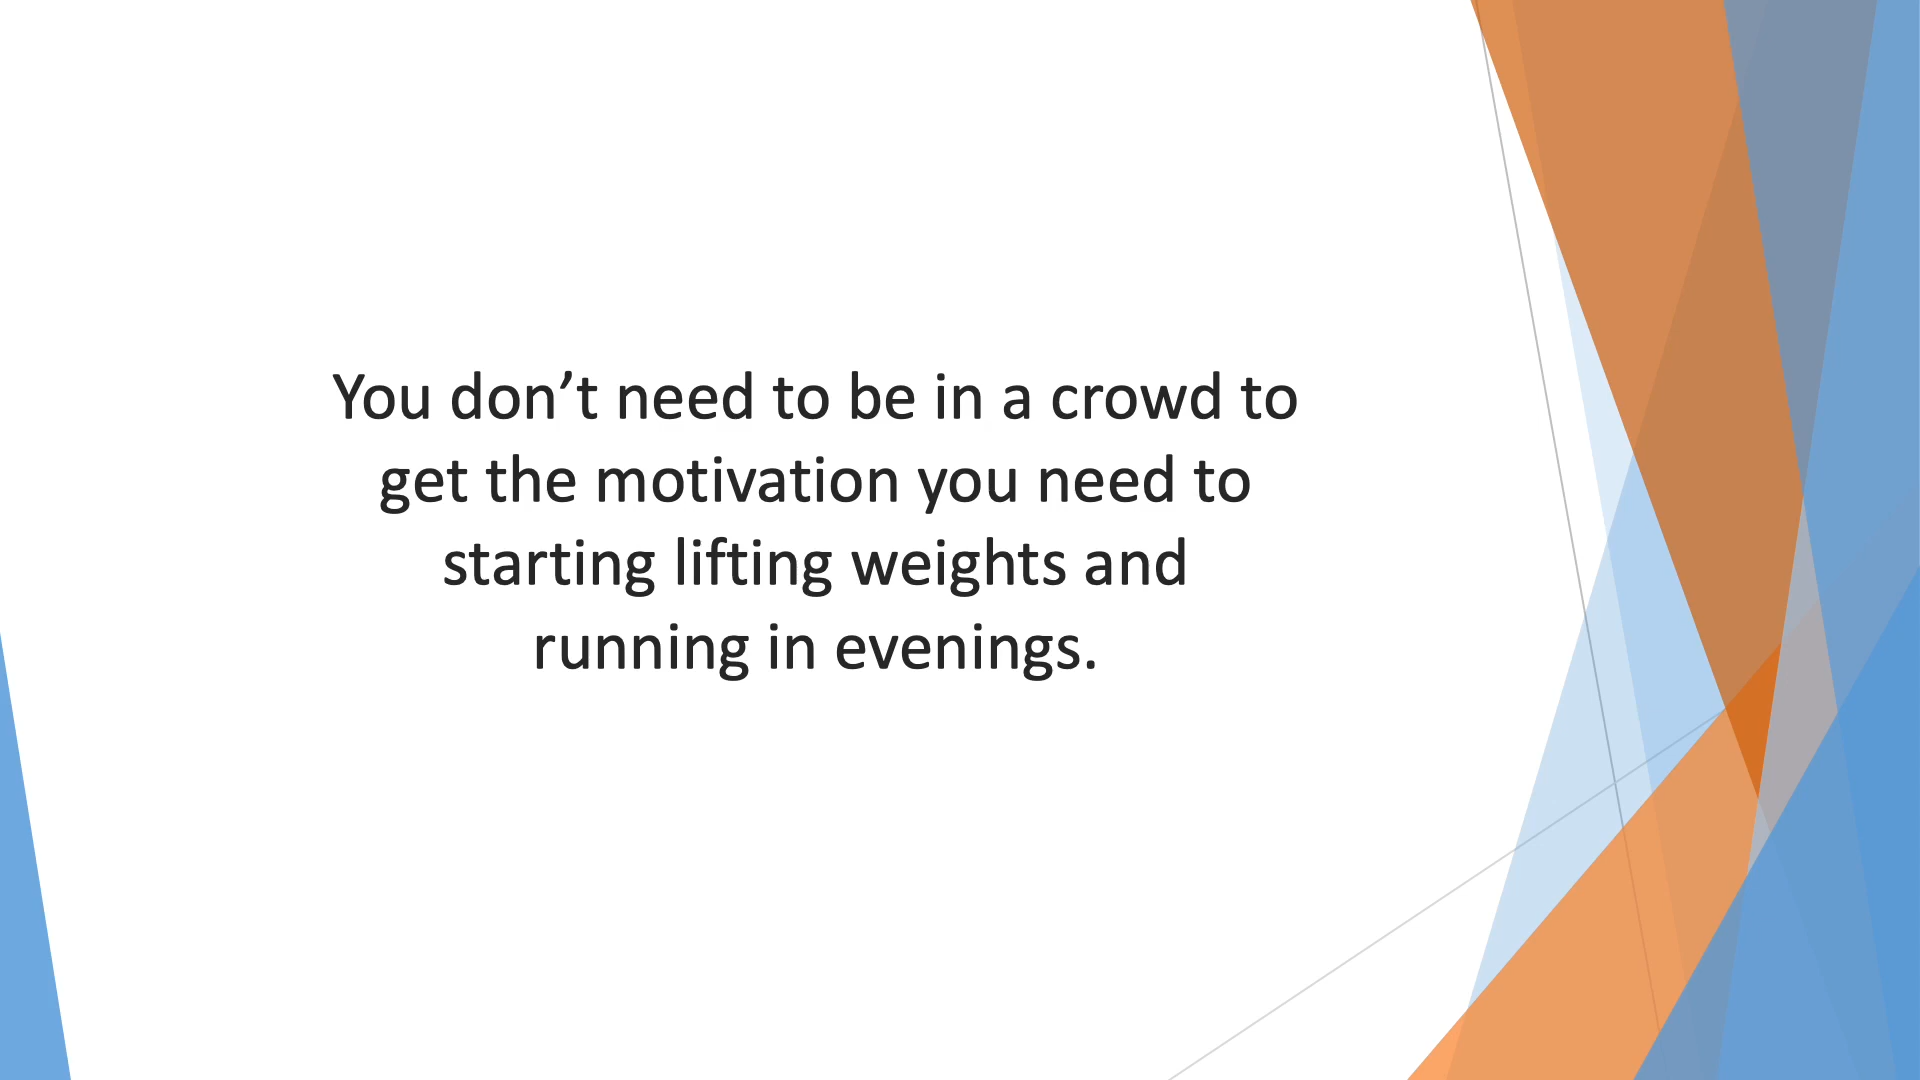 You don’t need to be in a crowd to
get the motivation you need to
starting lifting weights and
running in evenings.